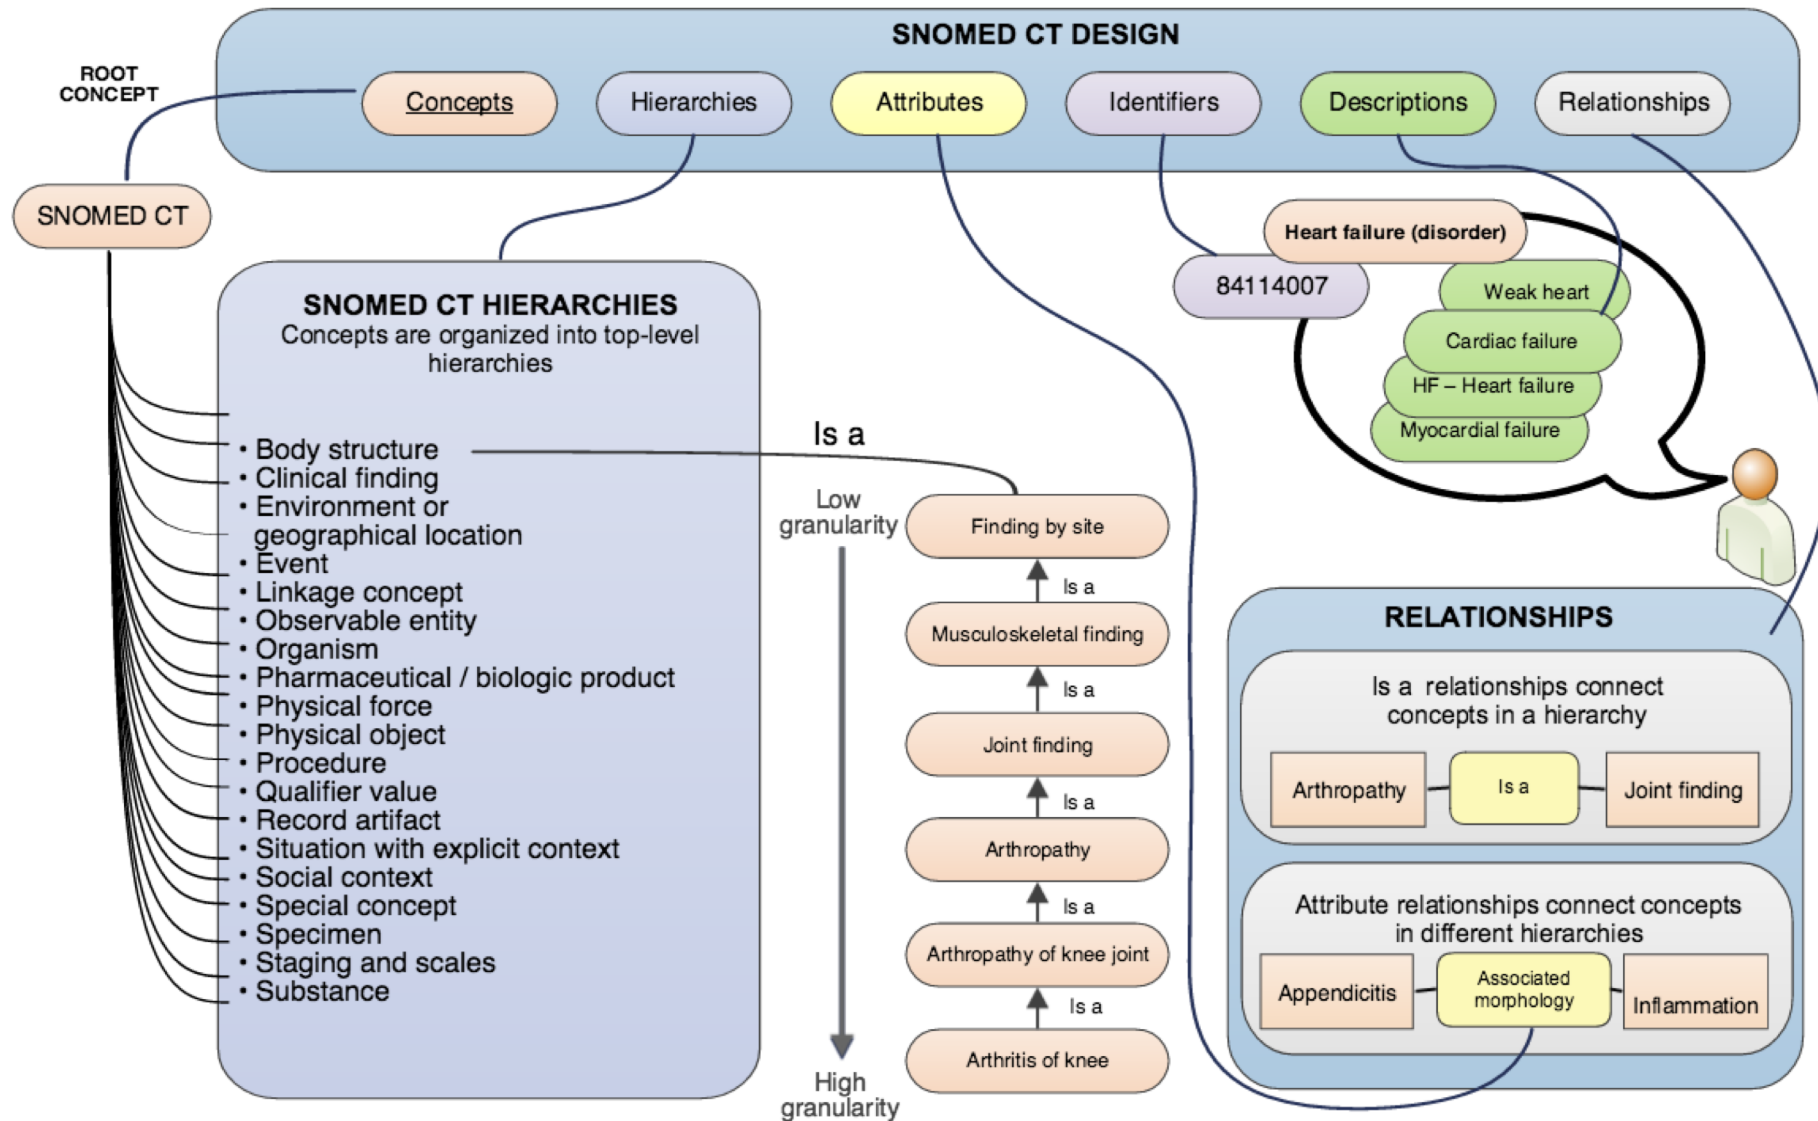 SNOMED CT DESIGN
ROOT
CONCEPT
Concepts
Hierarchies
Attributes
Identifiers
Descriptions
Relationships
SNOMED CT
SNOMED CT HIERARCHIES
Concepts are organized into top-level
hierarchies
• Body structure
• Clinical finding
• Environment or
geographical location
• Event
• Linkage concept
• Observable entity
• Organism
• Pharmaceutical / biologic product
• Physical force
• Physical object
• Procedure
• Qualifier value
• Record artifact
• Situation with explicit context
• Social context
• Special concept
• Specimen
• Staging and scales
• Substance
Is a
Low
granularity
High
granularity
Finding by site
Is a
Musculoskeletal finding
Is a
Joint finding
Is a
Arthropathy
Is a
Arthropathy of knee joint
Is a
Arthritis of knee
Heart failure (disorder)
84114007
Weak heart
Cardiac failure
HF – Heart failure
Myocardial failure
RELATIONSHIPS
Is a relationships connect
concepts in a hierarchy
Arthropathy
Is a
Joint finding
Attribute relationships connect concepts
in different hierarchies
Appendicitis
Associated
morphology
Inflammation